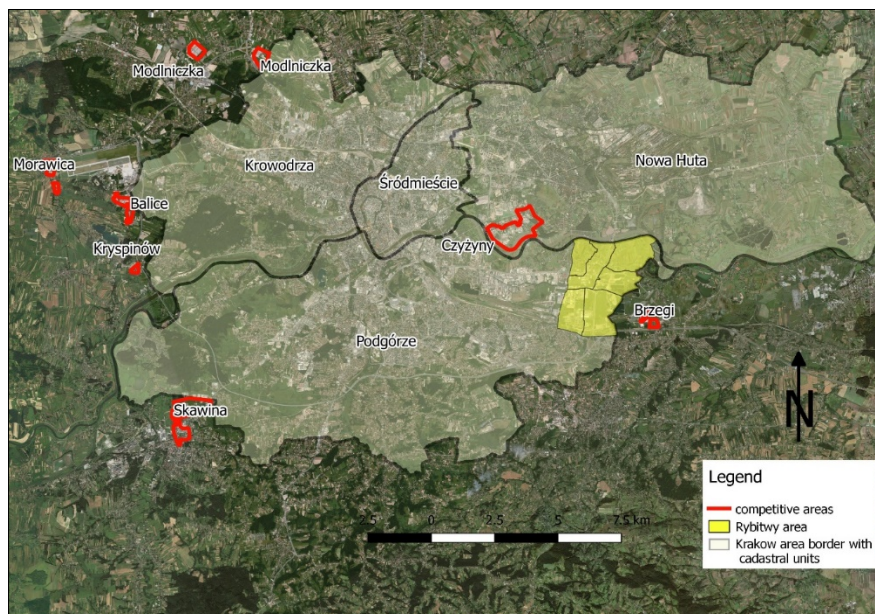 Modlniczka
Modlniczka
Morawica
Krowodrza
Nowa Huta
Śródmieście
Balice
Czyżyny
Kryspinów
Brzegi
Podgórze
Skawina
N
Legend
competitive areas
Rybitwy area
Krakow area border with
cadastral units
2.5 0 2.5 5 7.5 km